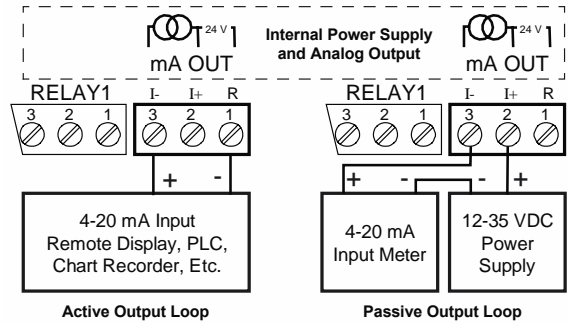 24 V
Internal Power Supply
and Analog Output
24 V
mA OUT
mA OUT
RELAY1
I- I+ R
RELAY1
I- I+ R
3 2 1
3 2 1
3 2 1
3 2 1
+ -
+ - - +
4-20 mA Input
Remote Display, PLC,
Chart Recorder, Etc.
4-20 mA
Input Meter
12-35 VDC
Power
Supply
Active Output Loop
Passive Output Loop